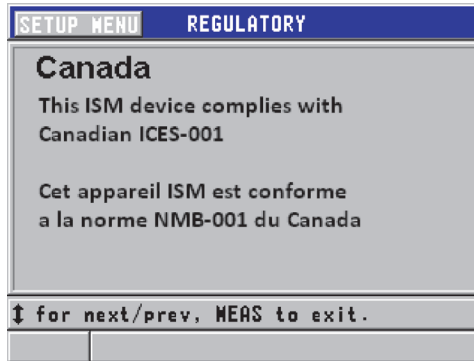 SETUP MENU REGULATORY
Canada
This ISM device complies with
Canadian ICES-001
Cet appareil ISM est conforme
a la norme NMB-001 du Canada
↕ for next/prev, MEAS to exit.